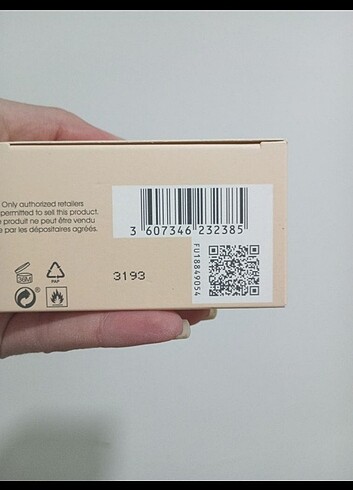 Only authorized retailers
permitted to sell this product.
produit ne peut être vendu
par les dépositaires agréés.
3 607346 232385
FU18849054
3193
36M
PAP